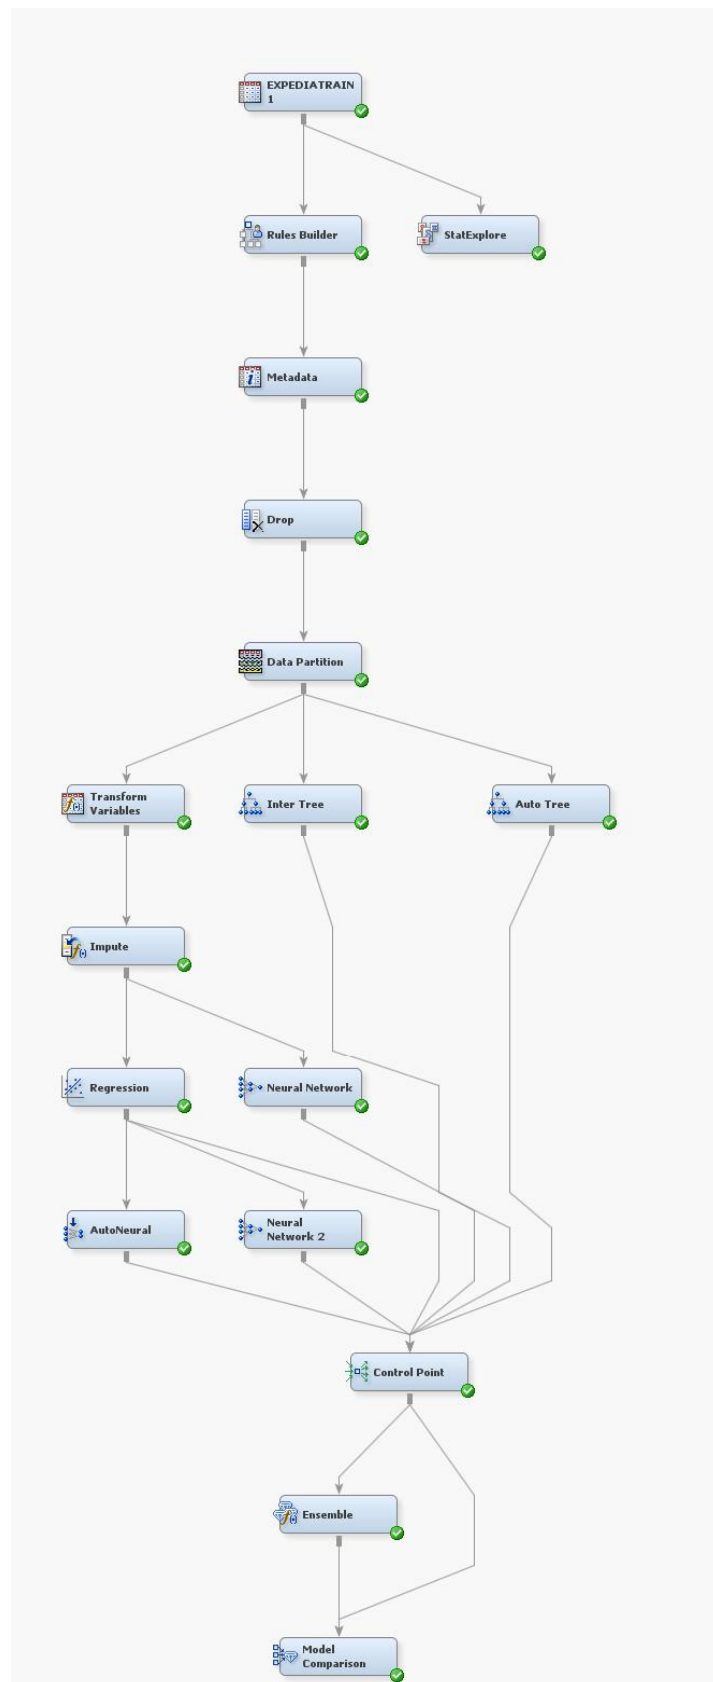 EXPEDIATRAIN
1
Rules Builder
StatExplore
Metadata
Drop
Data Partition
Transform
Variables
Inter Tree
Auto Tree
Impute
Regression
Neural Network
AutoNeural
Neural
Network 2
Control Point
Ensemble
Model
Comparison